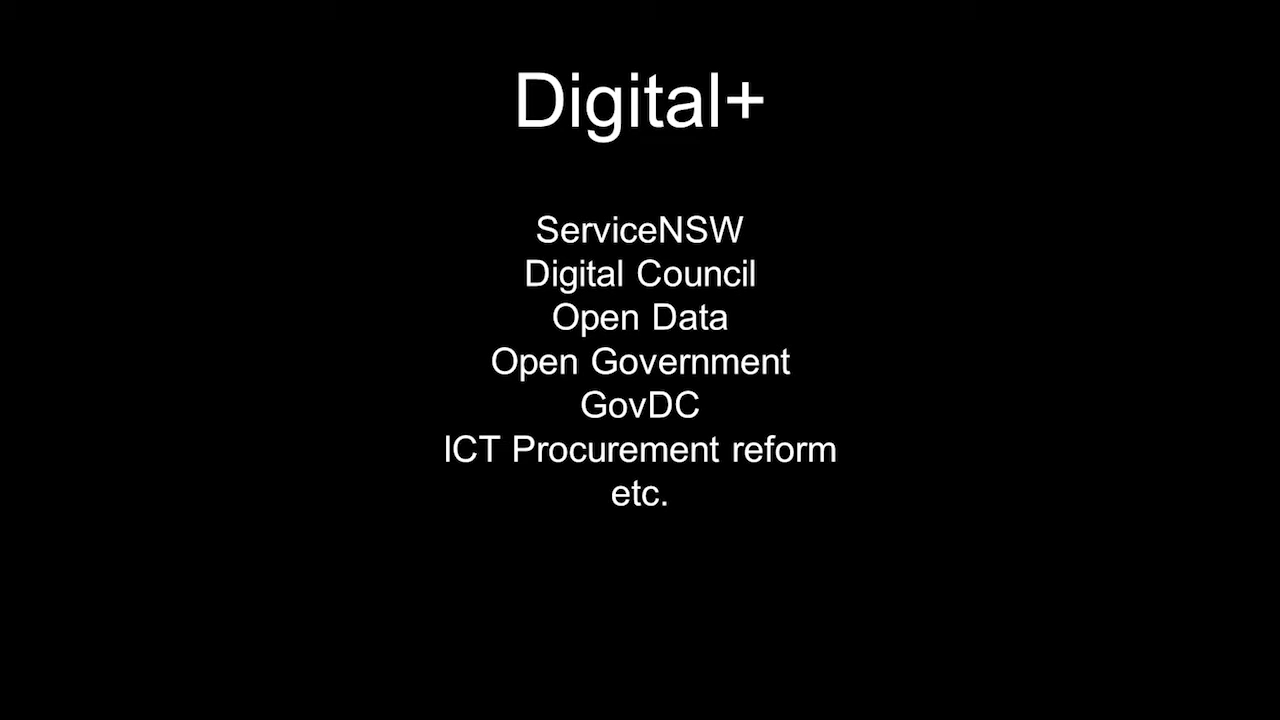 Digital+
ServiceNSW
Digital Council
Open Data
Open Government
GovDC
ICT Procurement reform
etc.